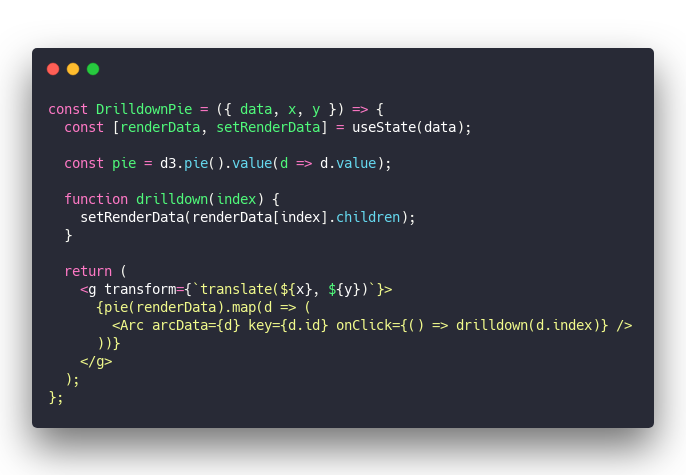 const DrilldownPie = ({ data, x, y }) => {
  const [renderData, setRenderData] = useState(data);

  const pie = d3.pie().value(d => d.value);

  function drilldown(index) {
    setRenderData(renderData[index].children);
  }

  return (
    <g transform={`translate(${x}, ${y})`}>
      {pie(renderData).map(d => (
        <Arc arcData={d} key={d.id} onClick={() => drilldown(d.index)} />
      ))}
    </g>
  );
};